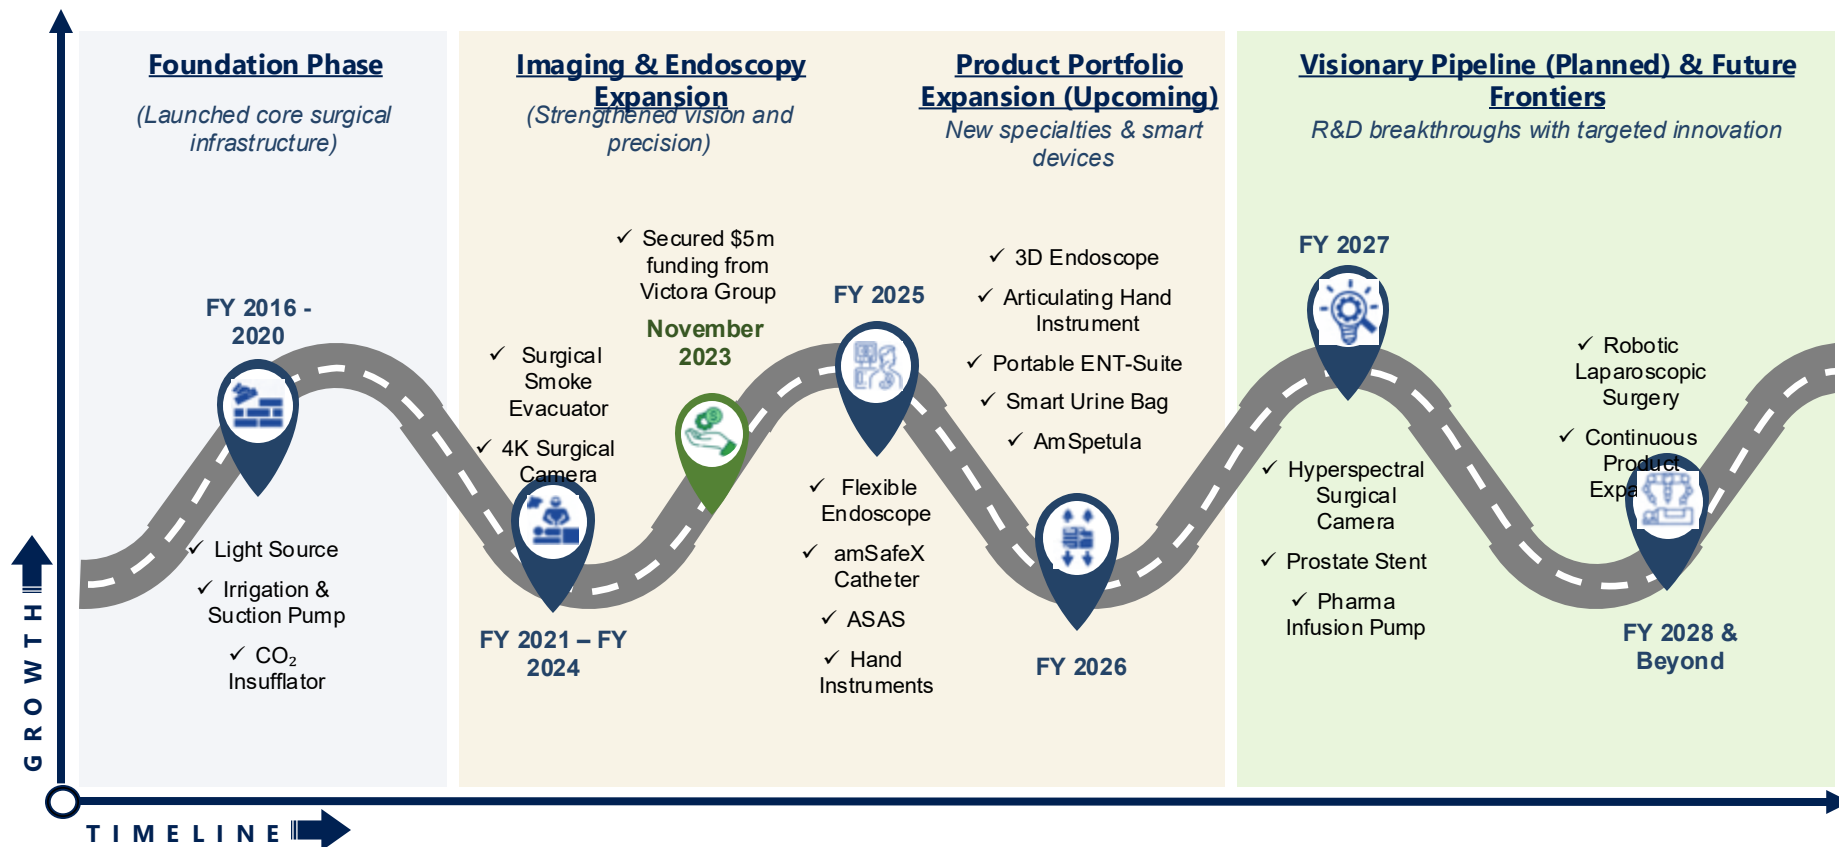 Foundation Phase
(Launched core surgical
infrastructure)
FY 2016 -
2020
✓ Light Source
✓ Irrigation &
Suction Pump
✓ CO₂
Insufflator
Imaging & Endoscopy
Expansion
(Strengthened vision and
precision)
✓ Surgical
Smoke
Evacuator
✓ 4K Surgical
Camera
FY 2021 – FY
2024
✓ Secured $5m
funding from
Victora Group
November
2023
FY 2025
✓ Flexible
Endoscope
✓ amSafeX
Catheter
✓ ASAS
✓ Hand
Instruments
Product Portfolio
Expansion (Upcoming)
New specialties & smart
devices
✓ 3D Endoscope
✓ Articulating Hand
Instrument
✓ Portable ENT-Suite
✓ Smart Urine Bag
✓ AmSpetula
FY 2026
Visionary Pipeline (Planned) & Future
Frontiers
R&D breakthroughs with targeted innovation
FY 2027
✓ Hyperspectral
Surgical
Camera
✓ Prostate Stent
✓ Pharma
Infusion Pump
✓ Robotic
Laparoscopic
Surgery
✓ Continuous
Product
FY 2028 &
Beyond
GROWTH
TIMELINE